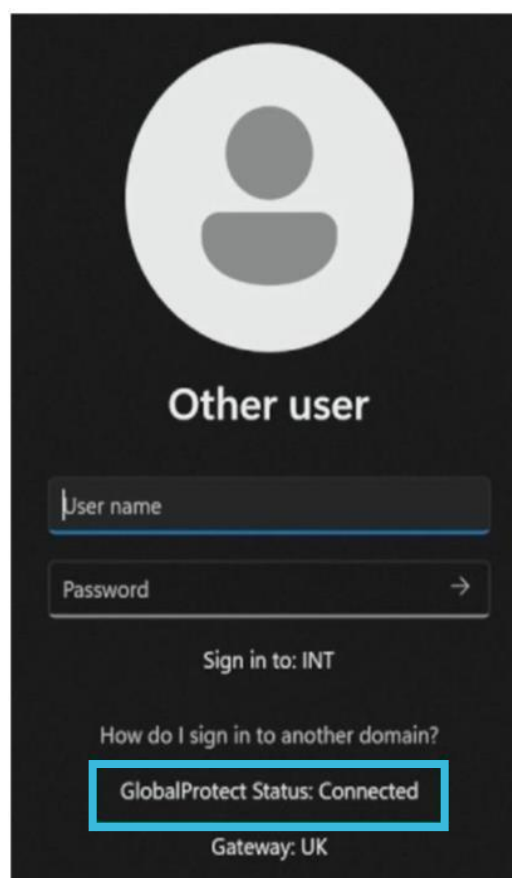 Other user
User name
Password
Sign in to: INT
How do I sign in to another domain?
GlobalProtect Status: Connected
Gateway: UK